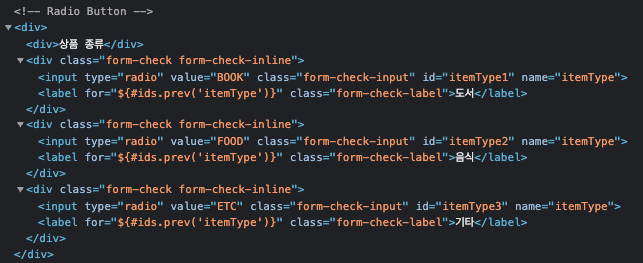 <!-- Radio Button -->
<div>
<div>상품 종류</div>
<div class="form-check form-check-inline">
<input type="radio" value="BOOK" class="form-check-input" id="itemType1" name="itemType">
<label for="${#ids.prev('itemType')}" class="form-check-label">도서</label>
</div>
<div class="form-check form-check-inline">
<input type="radio" value="FOOD" class="form-check-input" id="itemType2" name="itemType">
<label for="${#ids.prev('itemType')}" class="form-check-label">음식</label>
</div>
<div class="form-check form-check-inline">
<input type="radio" value="ETC" class="form-check-input" id="itemType3" name="itemType">
<label for="${#ids.prev('itemType')}" class="form-check-label">기타</label>
</div>
</div>